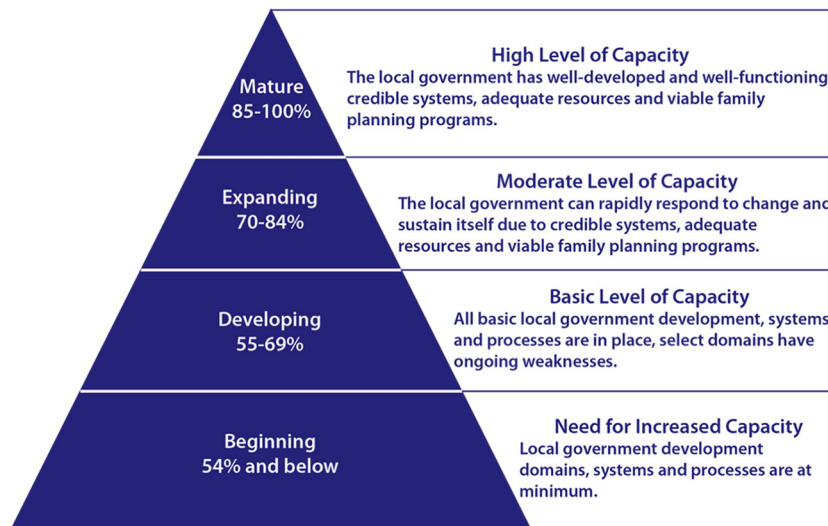 Mature
85-100%
High Level of Capacity
The local government has well-developed and well-functioning
credible systems, adequate resources and viable family
planning programs.
Expanding
70-84%
Moderate Level of Capacity
The local government can rapidly respond to change and
sustain itself due to credible systems, adequate
resources and viable family planning programs.
Developing
55-69%
Basic Level of Capacity
All basic local government development, systems
and processes are in place, select domains have
ongoing weaknesses.
Beginning
54% and below
Need for Increased Capacity
Local government development
domains, systems and processes are at
minimum.